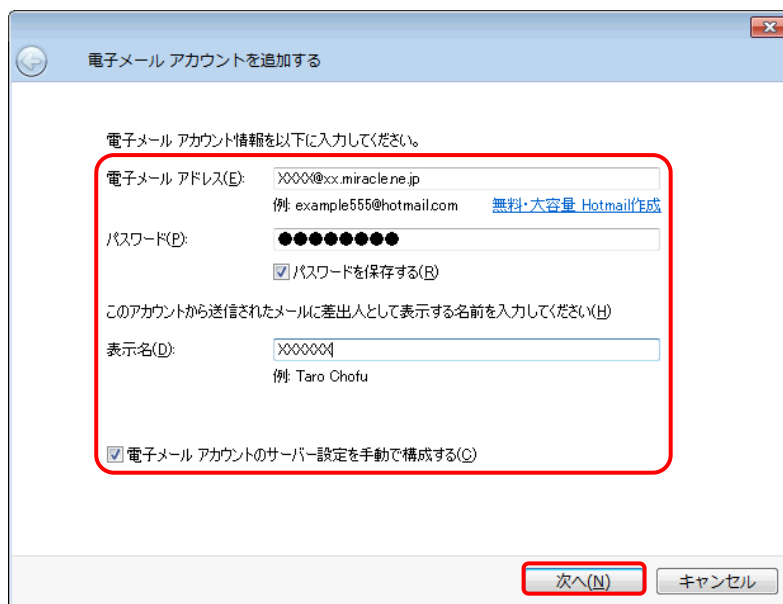 電子メール アカウントを追加する
電子メール アカウント情報を以下に入力してください。
電子メール アドレス(E): XXXX@xx.miracle.ne.jp
例: example555@hotmail.com 無料・大容量 Hotmail作成
パスワード(P): ●●●●●●●●
パスワードを保存する(R)
このアカウントから送信されたメールに差出人として表示する名前を入力してください(H)
表示名(D): XXXXXX
例: Taro Chofu
電子メール アカウントのサーバー設定を手動で構成する(C)
次へ(N) キャンセル